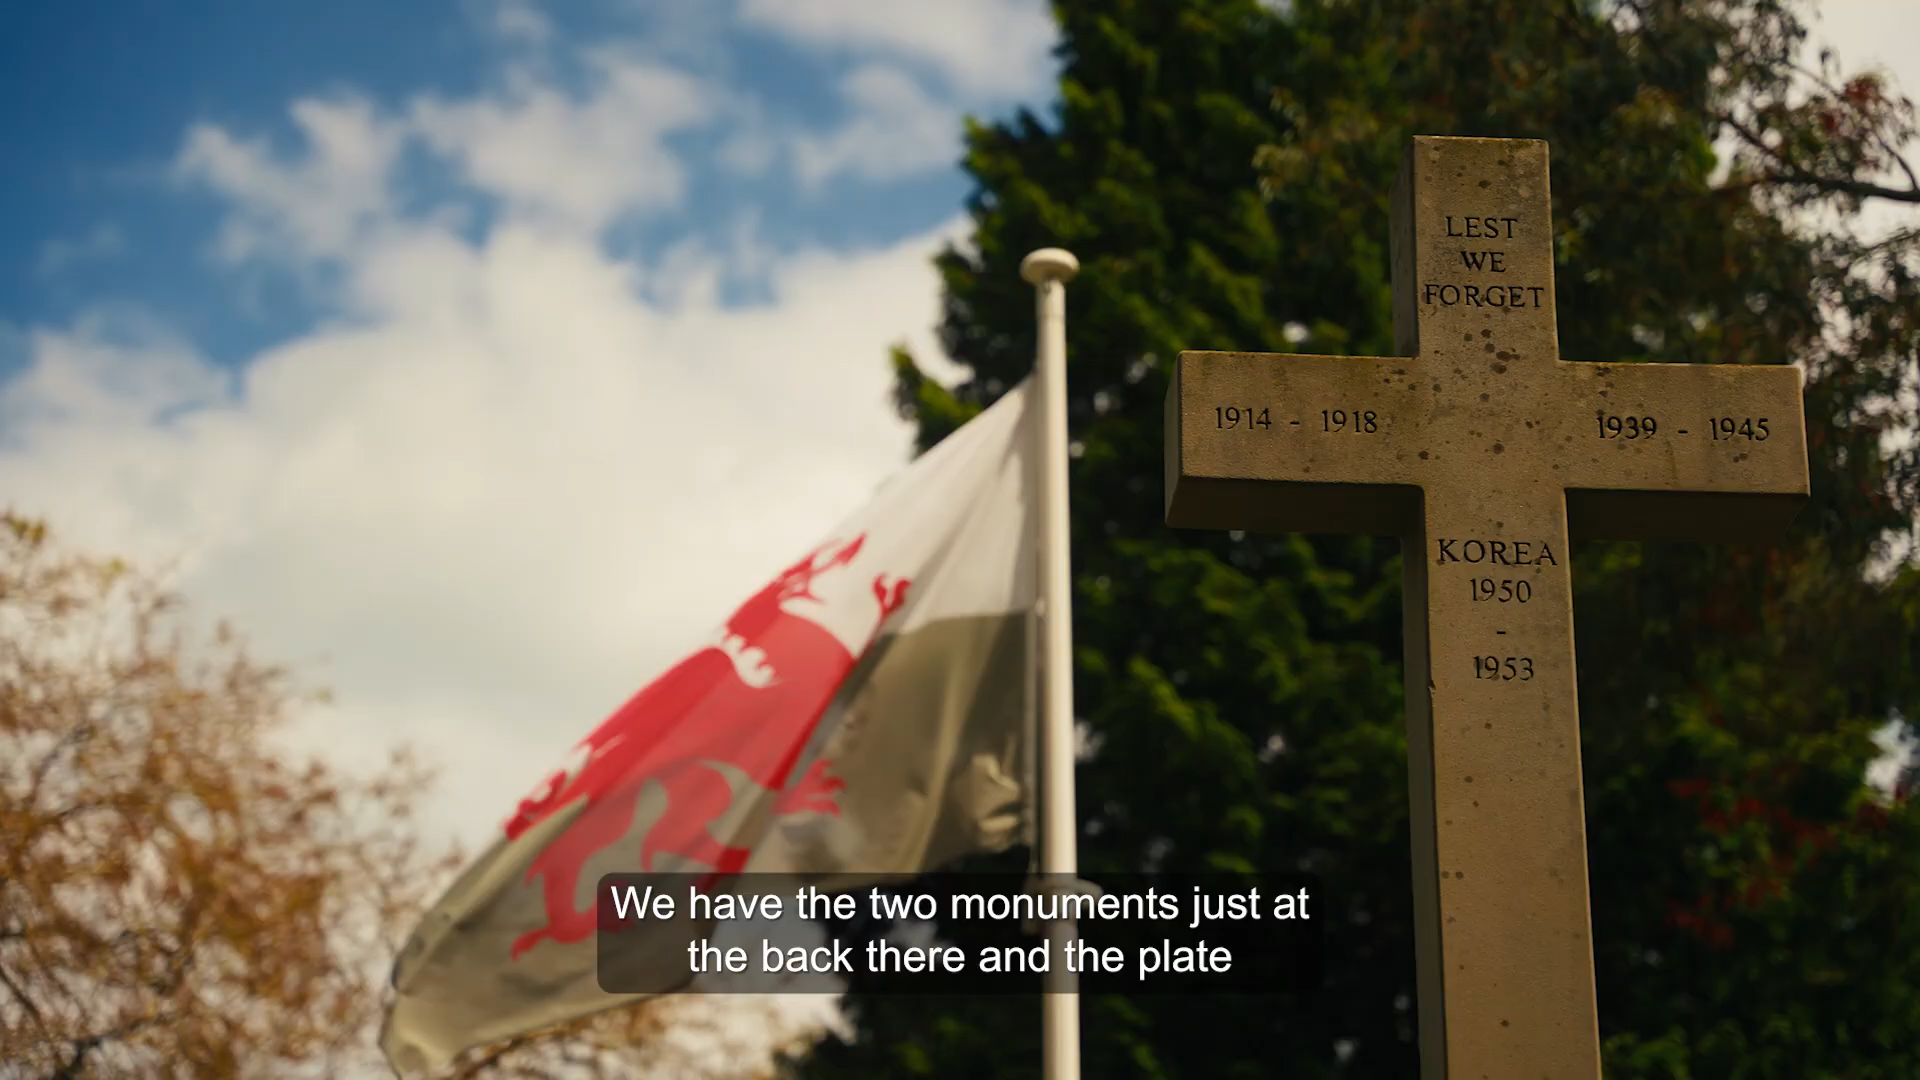 LEST
WE
FORGET
1914 - 1918
1939 - 1945
KOREA
1950
-
1953
We have the two monuments just at
the back there and the plate